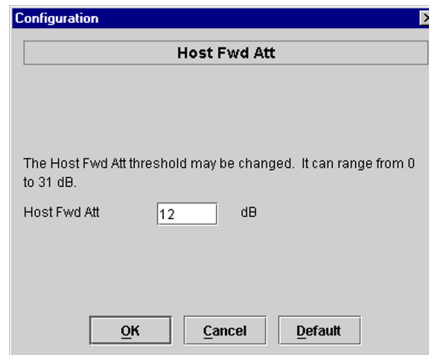 Configuration
Host Fwd Att
The Host Fwd Att threshold may be changed. It can range from 0
to 31 dB.
Host Fwd Att 12 dB
OK Cancel Default